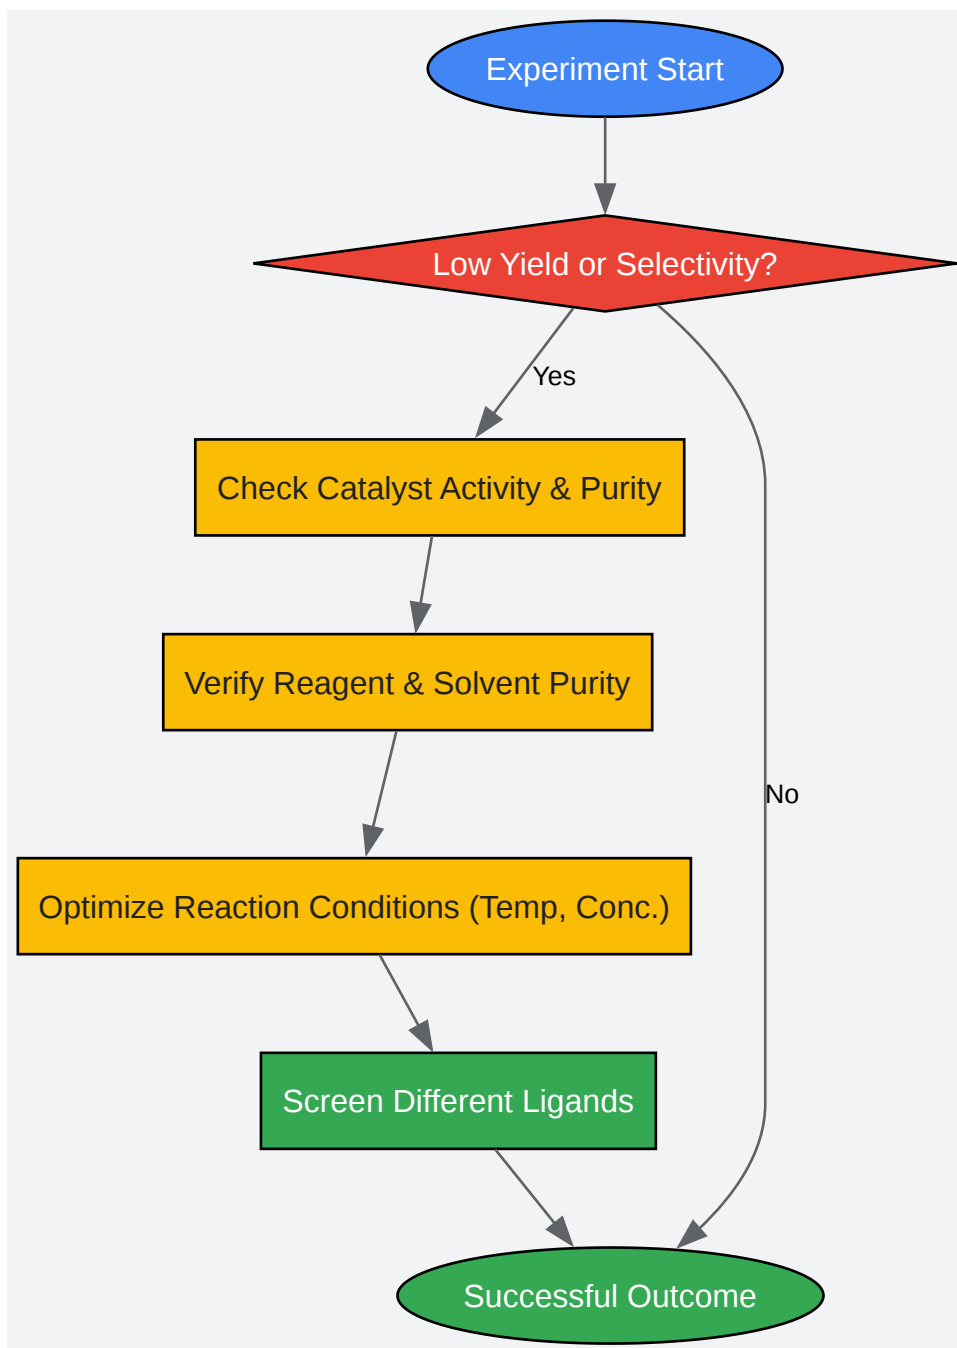 Experiment Start
Low Yield or Selectivity?
Yes
Check Catalyst Activity & Purity
Verify Reagent & Solvent Purity
No
Optimize Reaction Conditions (Temp, Conc.)
Screen Different Ligands
Successful Outcome